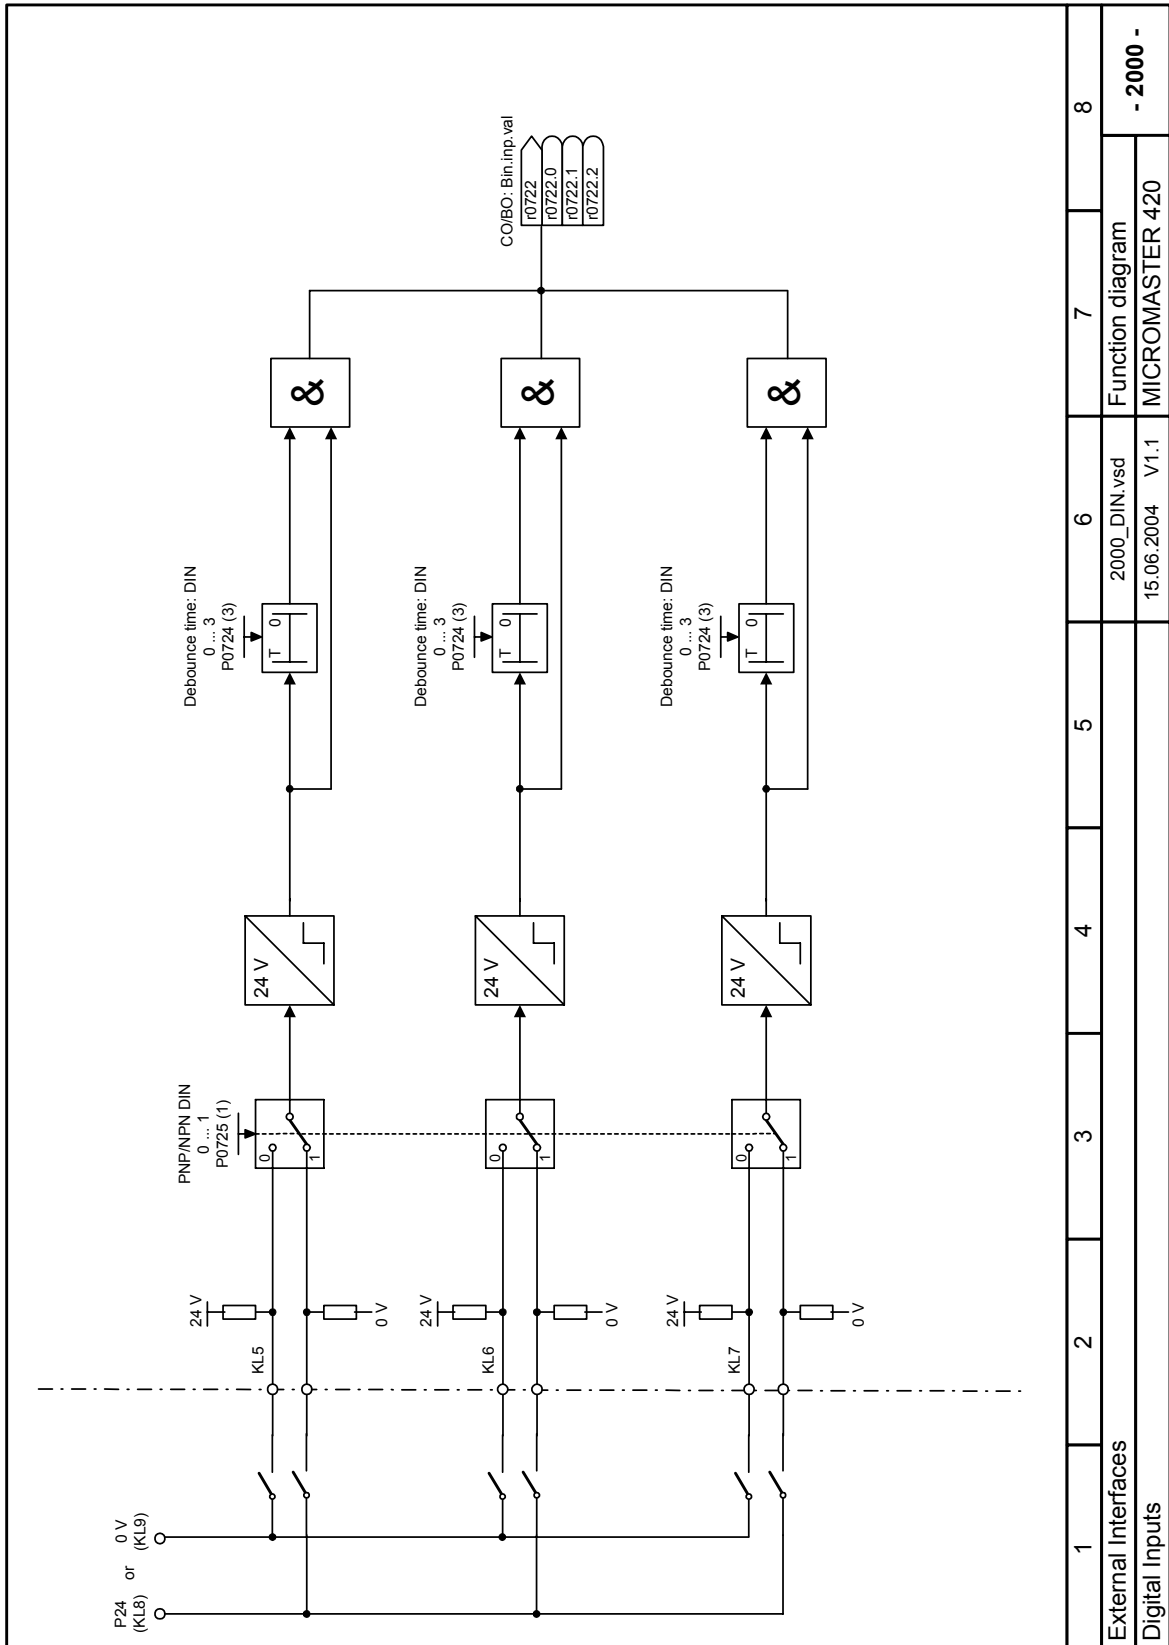 P24
(KL8)
or
0 V
(KL9)
KL5
24 V
0 V
PNP/NPN DIN
0 ... 1
P0725 (1)
0
1
24 V
Debounce time: DIN
0 ... 3
P0724 (3)
T 0
&
KL6
24 V
0 V
0
1
24 V
Debounce time: DIN
0 ... 3
P0724 (3)
T 0
&
CO/BO: Bin.inp.val
r0722
r0722.0
r0722.1
r0722.2
KL7
24 V
0 V
0
1
24 V
Debounce time: DIN
0 ... 3
P0724 (3)
T 0
&
1 2 3 4 5 6 7 8
External Interfaces 2000_DIN.vsd Function diagram - 2000 -
Digital Inputs 15.06.2004 V1.1 MICROMASTER 420